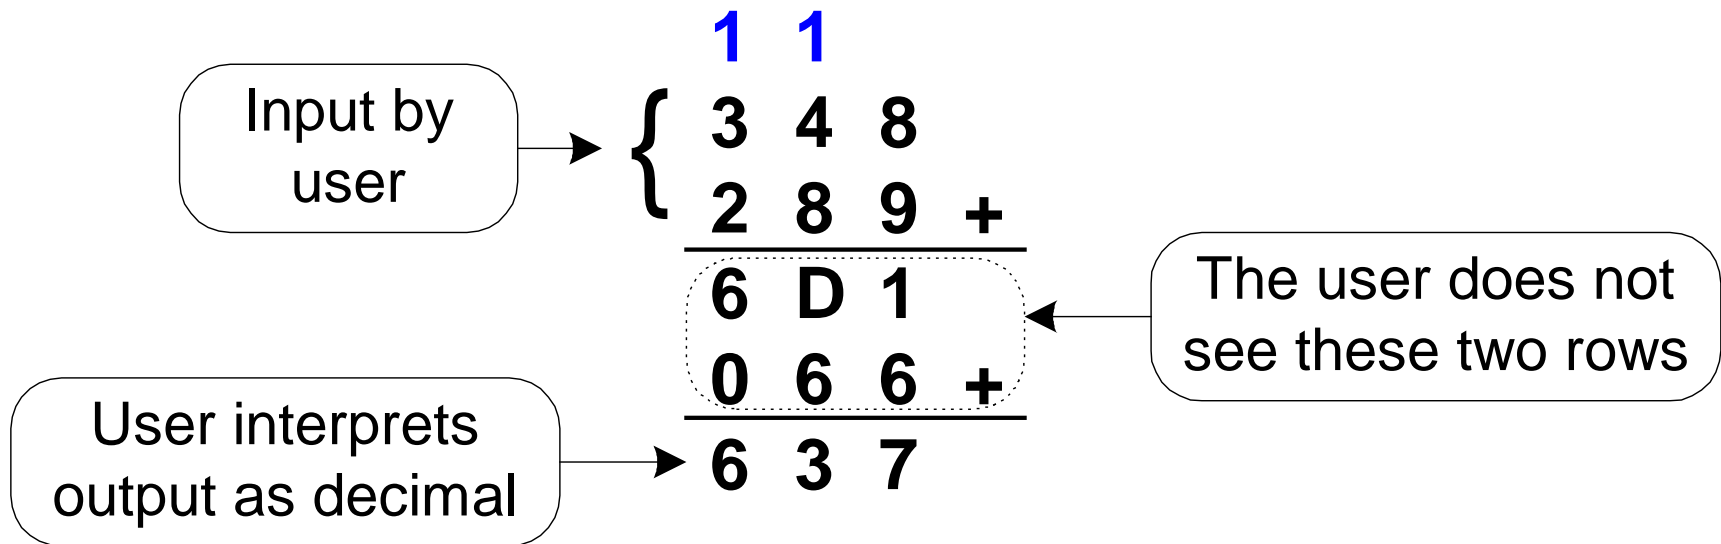 1 1
Input by
user
{ 3 4 8
2 8 9 +
6 D 1
0 6 6 +
The user does not
see these two rows
User interprets
output as decimal
6 3 7